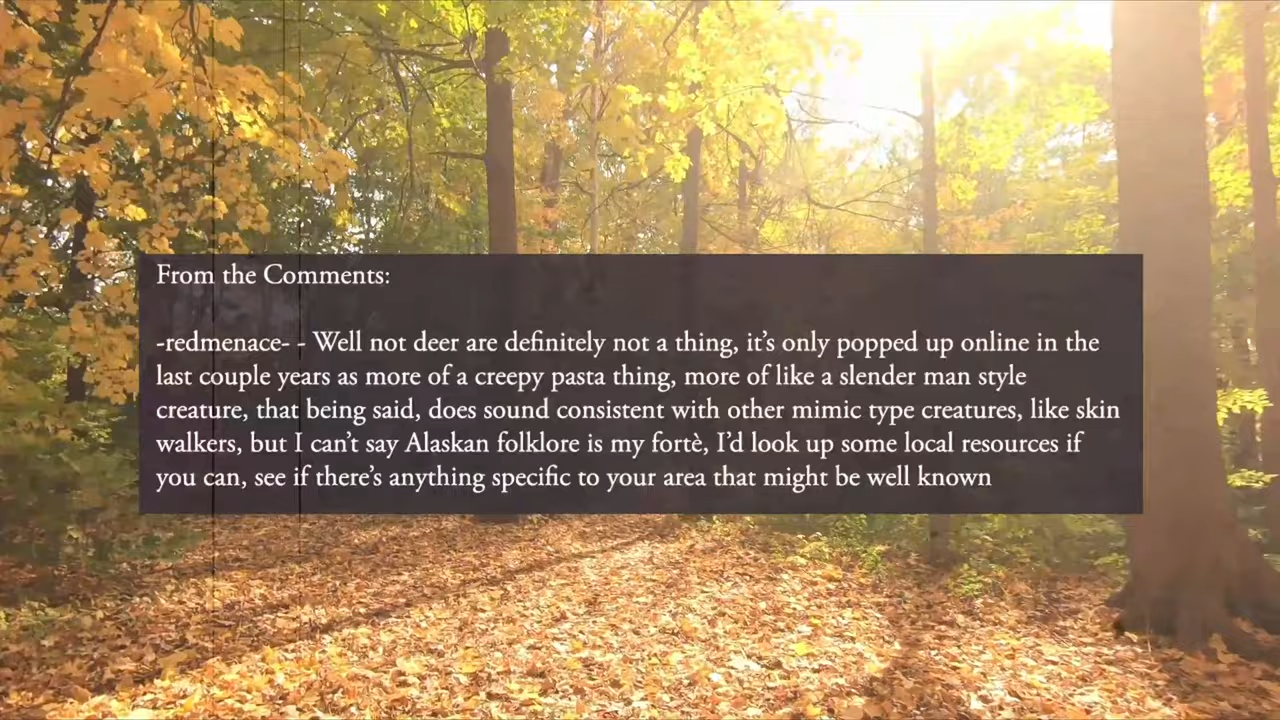 From the Comments:
-redmenace- - Well not deer are definitely not a thing, it’s only popped up online in the
last couple years as more of a creepy pasta thing, more of like a slender man style
creature, that being said, does sound consistent with other mimic type creatures, like skin
walkers, but I can’t say Alaskan folklore is my fortè, I’d look up some local resources if
you can, see if there’s anything specific to your area that might be well known